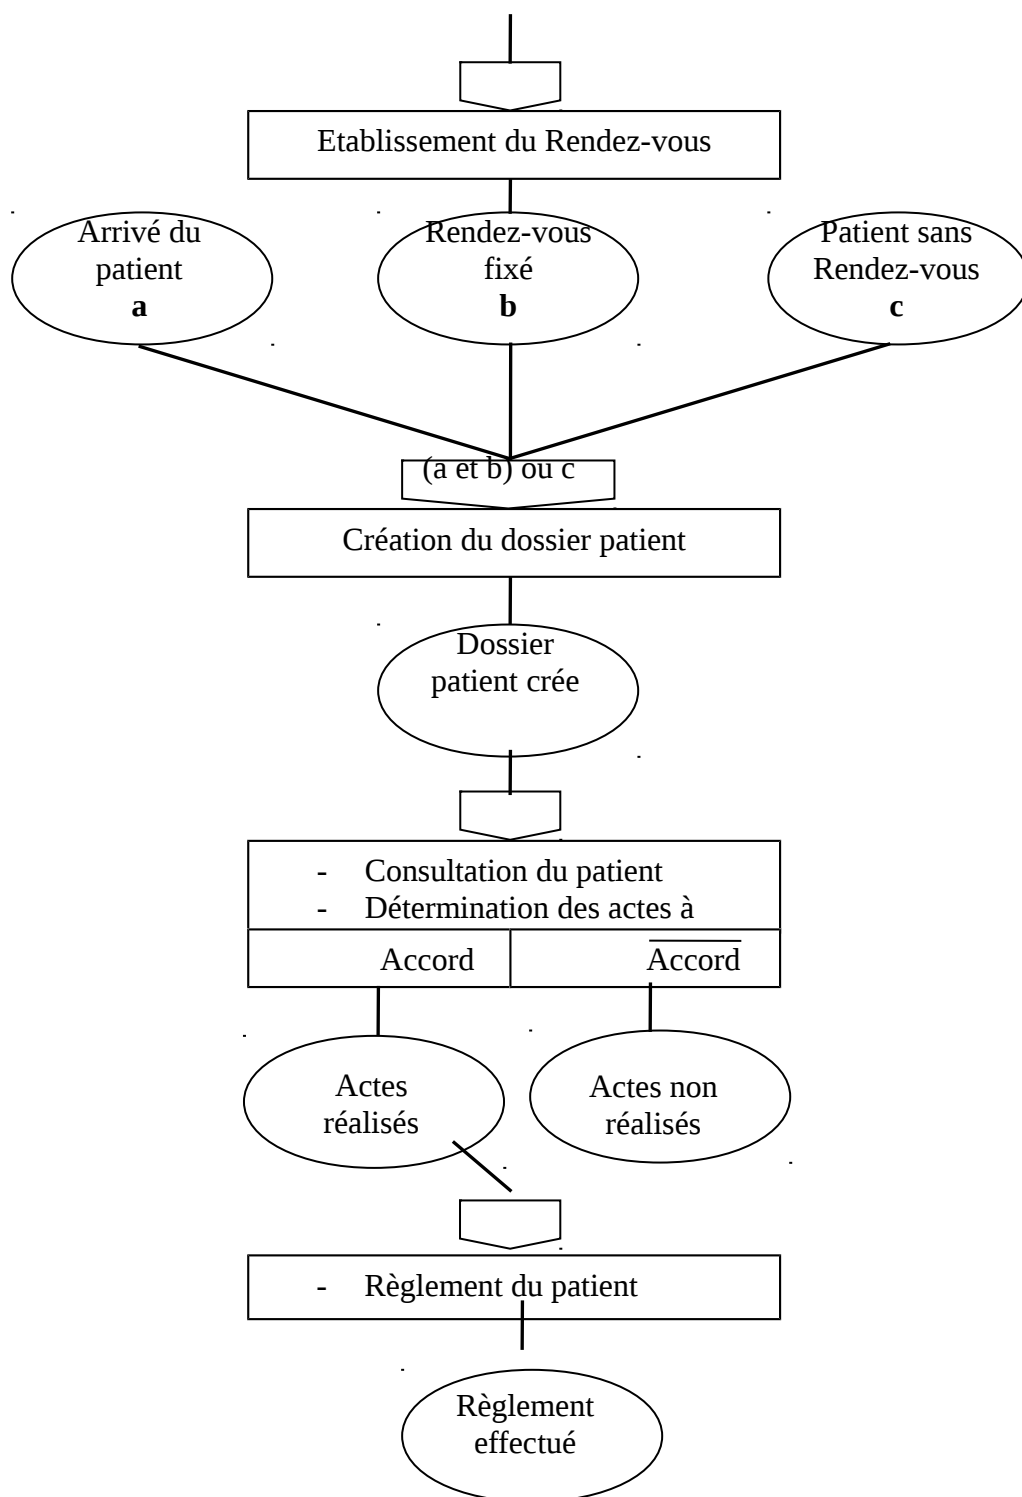 Etablissement du Rendez-vous
Arrivé du
patient
a
Rendez-vous
fixé
b
Patient sans
Rendez-vous
c
(a et b) ou c
Création du dossier patient
Dossier
patient crée
- Consultation du patient
- Détermination des actes à
Accord
Accord
Actes
réalisés
Actes non
réalisés
- Règlement du patient
Règlement
effectué